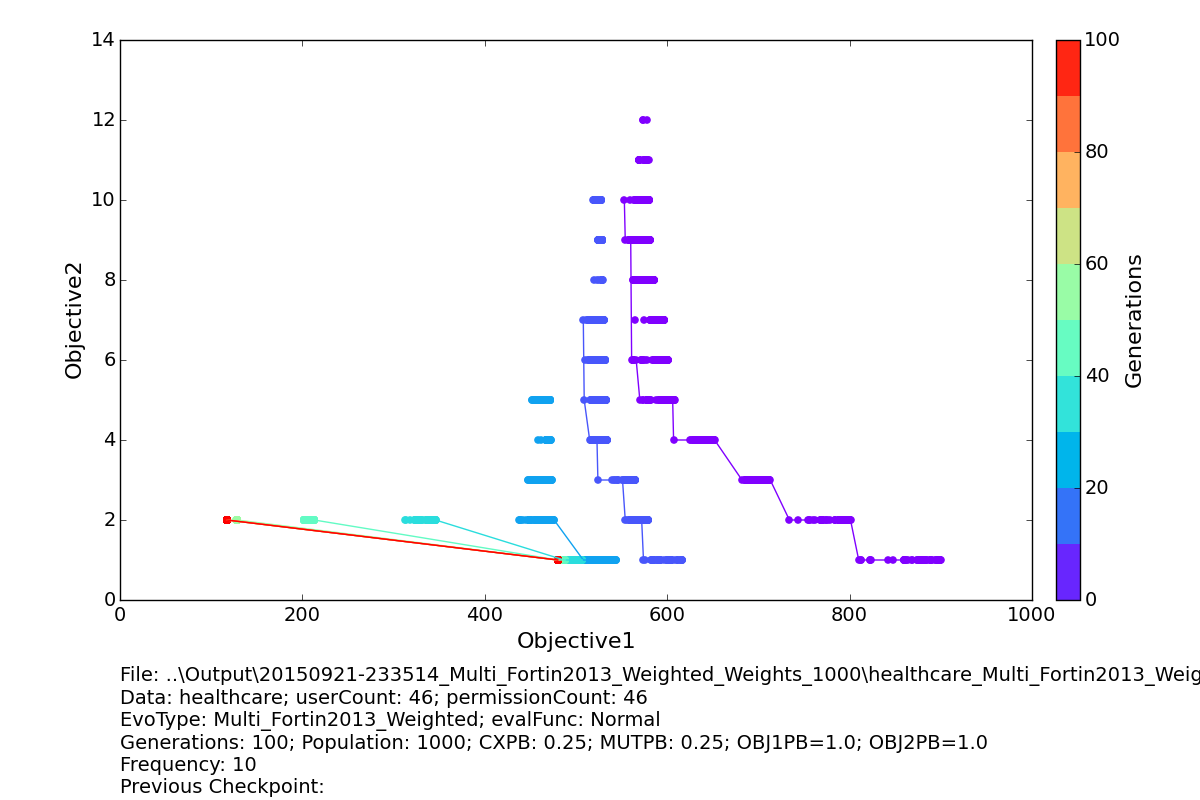 14
12
10
8
6
4
2
0
0
200
400
600
800
1000
Objective1
Objective2
100
80
60
40
20
0
Generations
File: ..\Output\20150921-233514_Multi_Fortin2013_Weighted_Weights_1000\healthcare_Multi_Fortin2013_Weig
Data: healthcare; userCount: 46; permissionCount: 46
EvoType: Multi_Fortin2013_Weighted; evalFunc: Normal
Generations: 100; Population: 1000; CXPB: 0.25; MUTPB: 0.25; OBJ1PB=1.0; OBJ2PB=1.0
Frequency: 10
Previous Checkpoint: